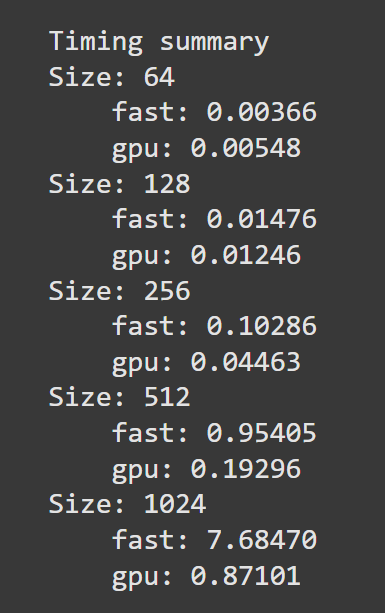 Timing summary
Size: 64
    fast: 0.00366
    gpu: 0.00548
Size: 128
    fast: 0.01476
    gpu: 0.01246
Size: 256
    fast: 0.10286
    gpu: 0.04463
Size: 512
    fast: 0.95405
    gpu: 0.19296
Size: 1024
    fast: 7.68470
    gpu: 0.87101